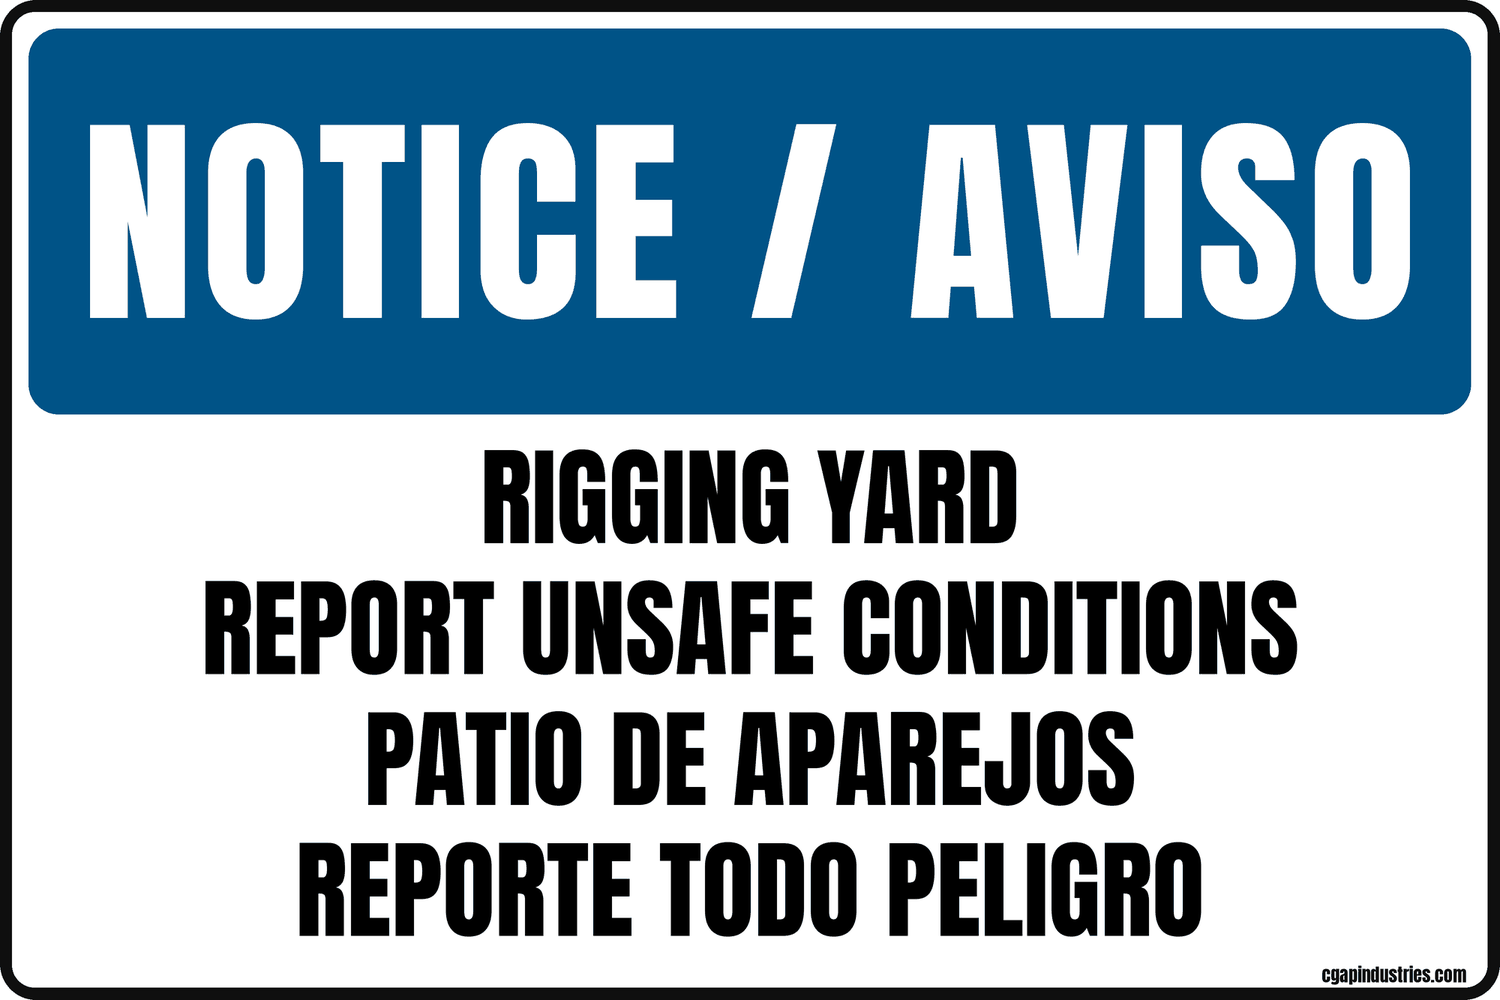 NOTICE / AVISO
RIGGING YARD
REPORT UNSAFE CONDITIONS
PATIO DE APAREJOS
REPORTE TODO PELIGRO
cgapindustries.com